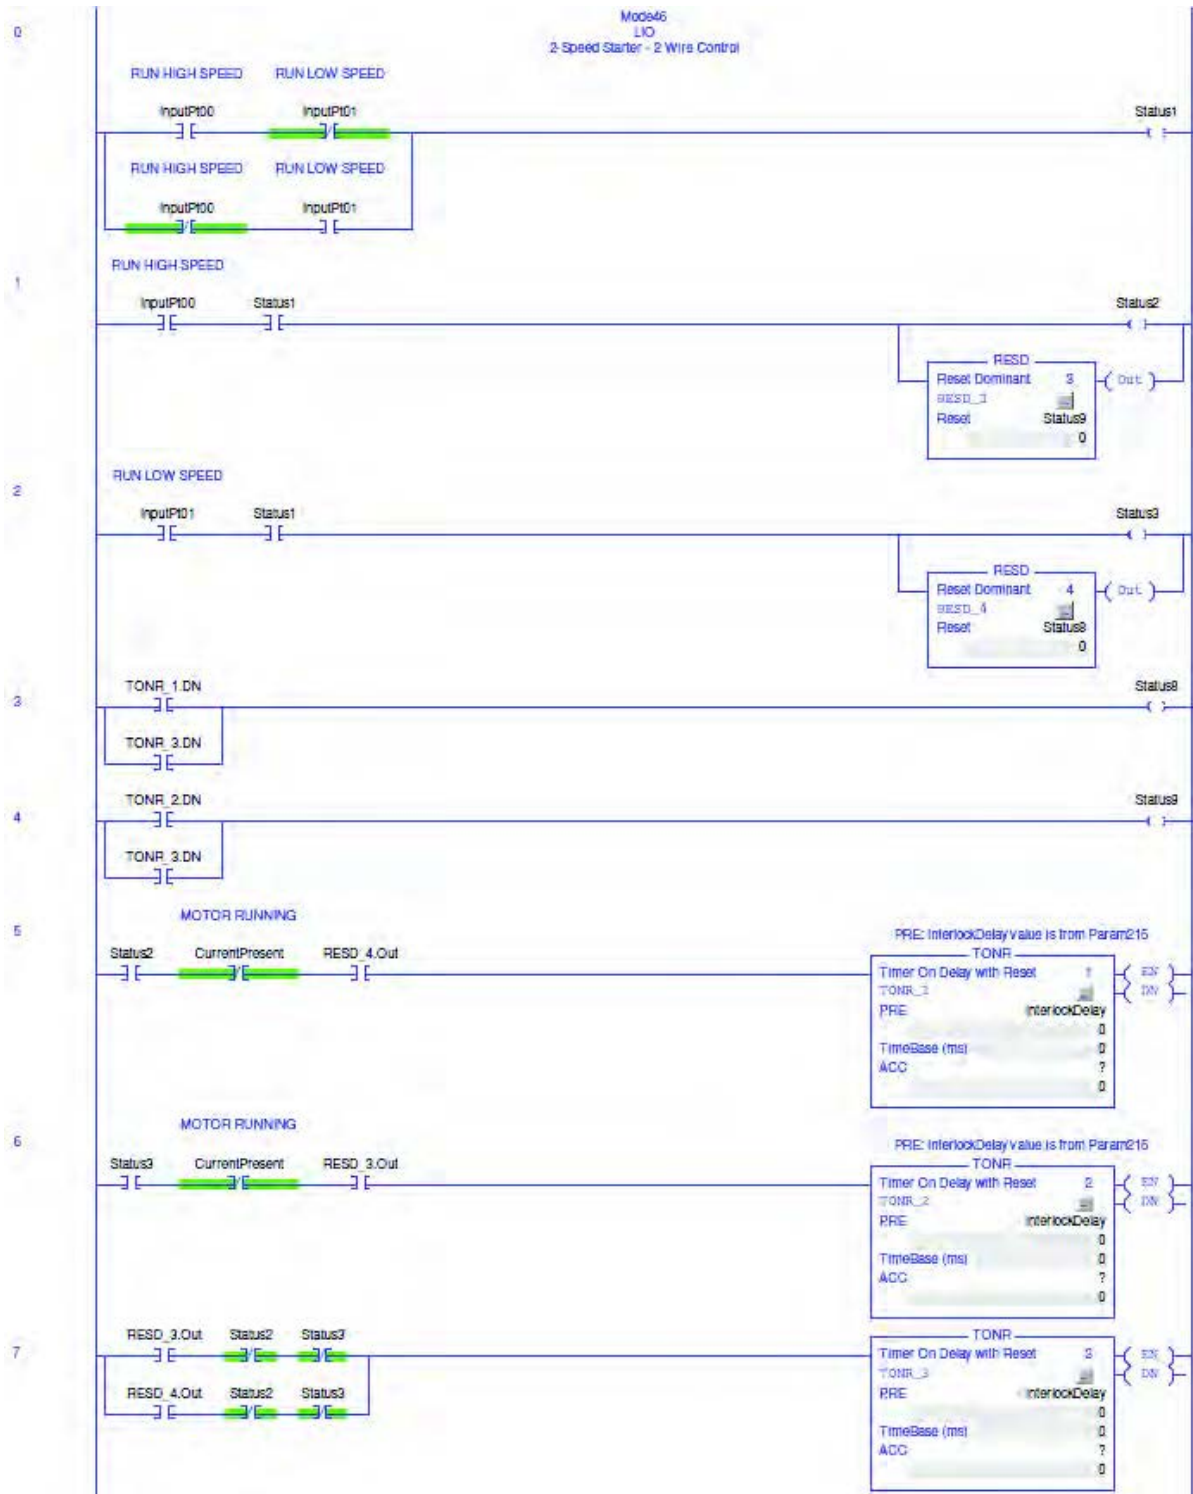 Mode46
LIO
2-Speed Starter - 2 Wire Control
0
RUN HIGH SPEED RUN LOW SPEED
InputPt00 InputPt01 Status1
RUN HIGH SPEED RUN LOW SPEED
InputPt00 InputPt01
RUN HIGH SPEED
1
InputPt00 Status1 Status2
RESD
Reset Dominant 3 Out
RESD_3
Reset Status9
0
RUN LOW SPEED
2
InputPt01 Status1 Status3
RESD
Reset Dominant 4 Out
RESD_4
Reset Status8
0
3
TONR_1.DN Status8
TONR_3.DN
4
TONR_2.DN Status9
TONR_3.DN
5
MOTOR RUNNING
PRE: InterlockDelay value is from Param215
Status2 CurrentPresent RESD_4.Out
TONR
Timer On Delay with Reset 1 EN
TONR_1 ... DN
PRE InterlockDelay
0
TimeBase (ms) 0
ACC ?
0
6
MOTOR RUNNING
PRE: InterlockDelay value is from Param215
Status3 CurrentPresent RESD_3.Out
TONR
Timer On Delay with Reset 2 EN
TONR_2 ... DN
PRE InterlockDelay
0
TimeBase (ms) 0
ACC ?
0
7
RESD_3.Out Status2 Status3
TONR
Timer On Delay with Reset 3 EN
TONR_3 ... DN
RESD_4.Out Status2 Status3
PRE InterlockDelay
0
TimeBase (ms) 0
ACC ?
0